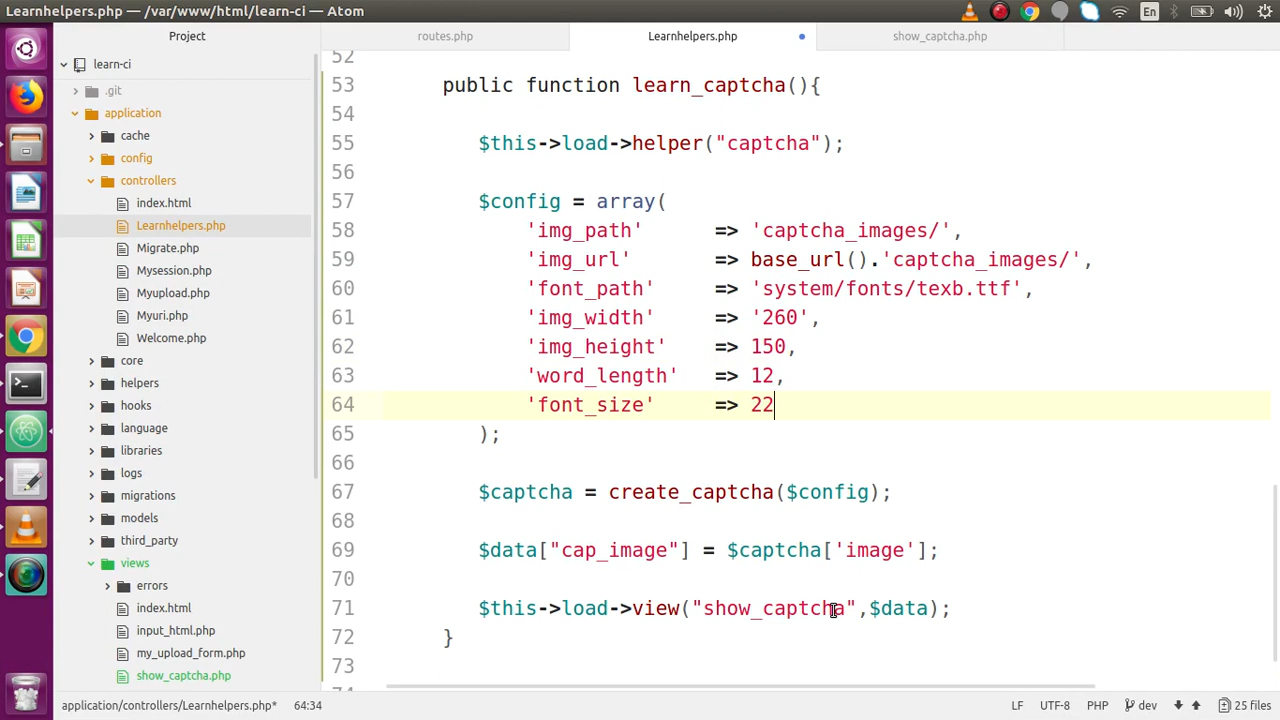 Learnhelpers.php — /var/www/html/learn-ci — Atom
En
Project
routes.php
Learnhelpers.php
show_captcha.php
learn-ci
.git
application
cache
config
controllers
index.html
Learnhelpers.php
Migrate.php
Mysession.php
Myupload.php
Myuri.php
Welcome.php
core
helpers
hooks
language
libraries
logs
migrations
models
third_party
views
errors
index.html
input_html.php
my_upload_form.php
show_captcha.php
52
53 public function learn_captcha(){
54
55 $this->load->helper("captcha");
56
57 $config = array(
58 'img_path' => 'captcha_images/',
59 'img_url' => base_url().'captcha_images/',
60 'font_path' => 'system/fonts/texb.ttf',
61 'img_width' => '260',
62 'img_height' => 150,
63 'word_length' => 12,
64 'font_size' => 22
65 );
66
67 $captcha = create_captcha($config);
68
69 $data["cap_image"] = $captcha['image'];
70
71 $this->load->view("show_captcha",$data);
72 }
73
74
application/controllers/Learnhelpers.php* 64:34 LF UTF-8 PHP dev 25 files